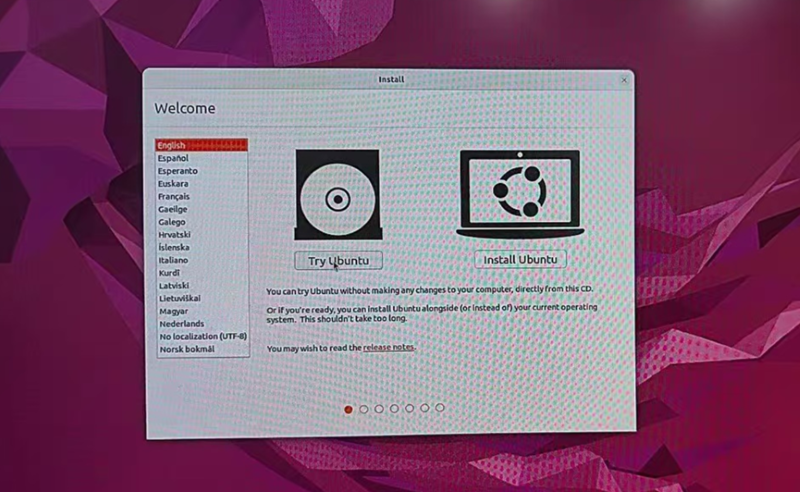 Install
Welcome
English
Español
Esperanto
Euskara
Français
Gaeilge
Galego
Hrvatski
Íslenska
Italiano
Kurdî
Latviski
Lietuviškai
Magyar
Nederlands
No localization (UTF-8)
Norsk bokmål
Try Ubuntu
Install Ubuntu
You can try Ubuntu without making any changes to your computer, directly from this CD.
Or if you're ready, you can install Ubuntu alongside (or instead of) your current operating
system. This shouldn't take too long.
You may wish to read the release notes.